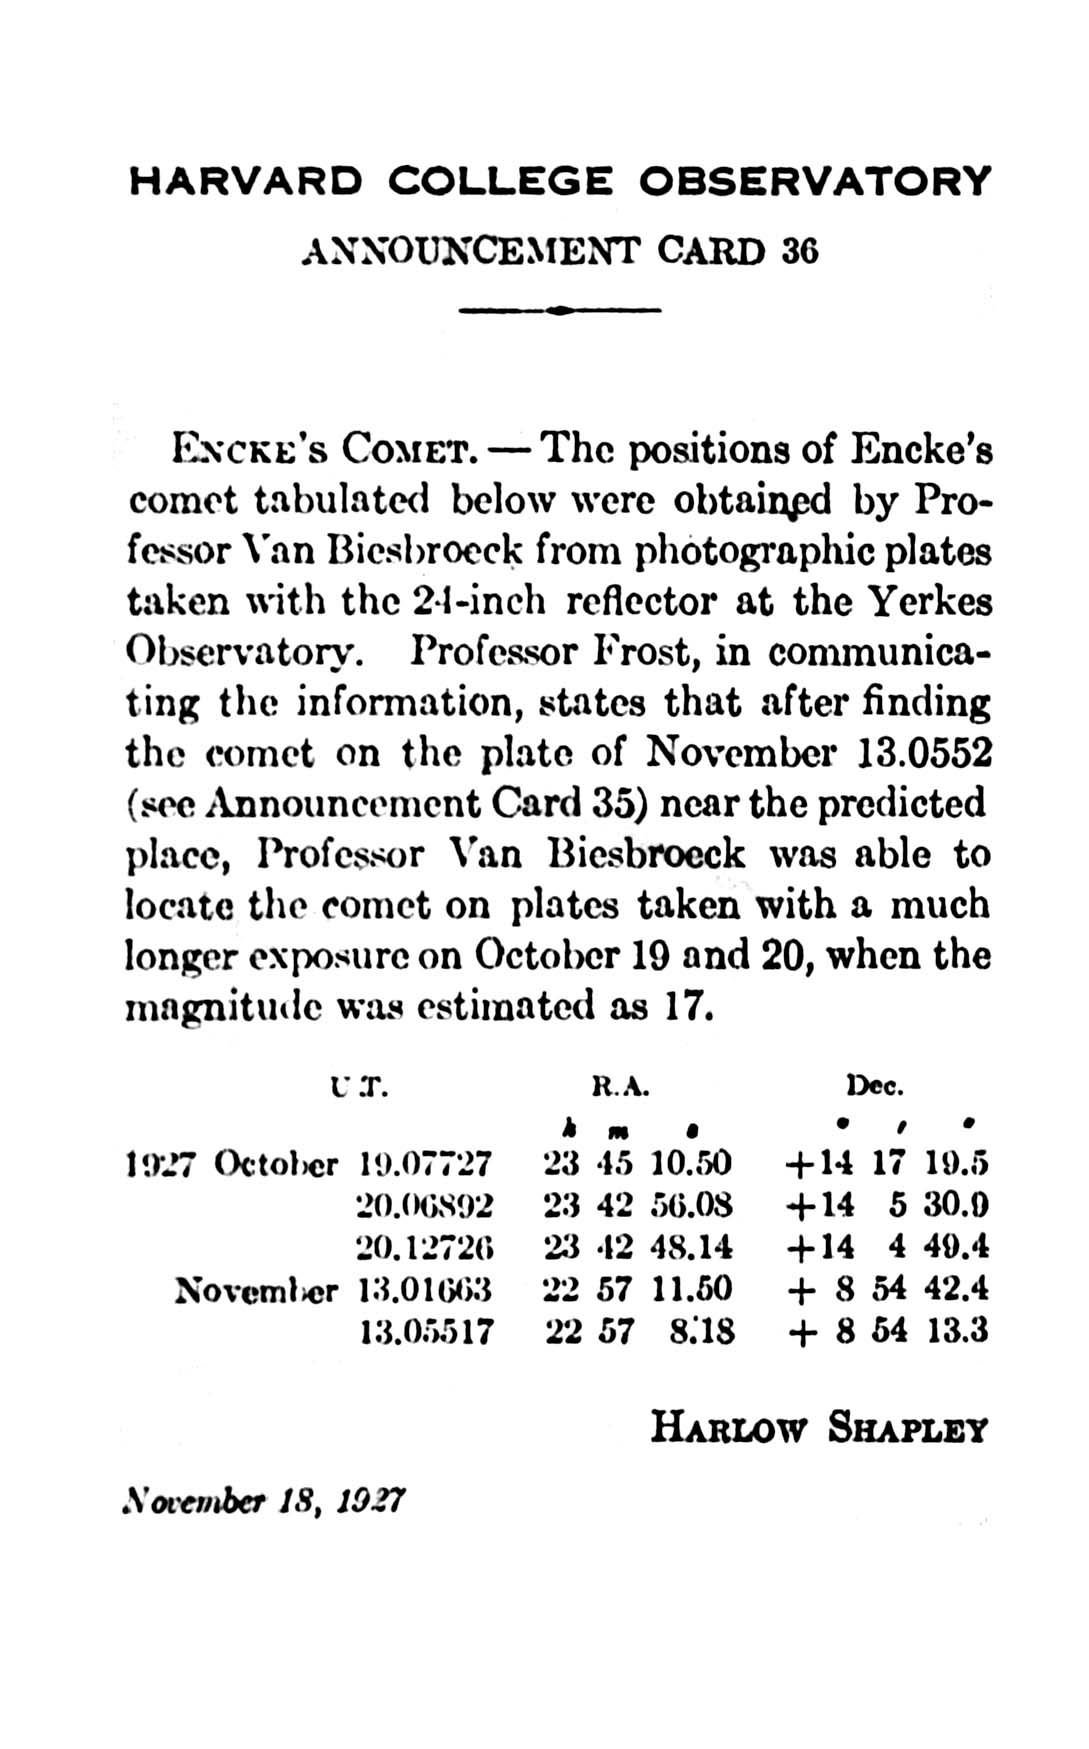 HARVARD COLLEGE OBSERVATORY
ANNOUNCEMENT CARD 36
ENCKE'S COMET. — The positions of Encke's
comet tabulated below were obtained by Pro-
fessor Van Biesbroeck from photographic plates
taken with the 24-inch reflector at the Yerkes
Observatory. Professor Frost, in communica-
ting the information, states that after finding
the comet on the plate of November 13.0552
(see Announcement Card 35) near the predicted
place, Professor Van Biesbroeck was able to
locate the comet on plates taken with a much
longer exposure on October 19 and 20, when the
magnitude was estimated as 17.
U T. R.A. Dec.
h m s ° ′ ″
1927 October 19.07727 23 45 10.50 +14 17 19.5
20.06892 23 42 56.08 +14 5 30.9
20.12726 23 42 48.14 +14 4 49.4
November 13.01663 22 57 11.50 + 8 54 42.4
13.05517 22 57 8.18 + 8 54 13.3
HARLOW SHAPLEY
November 18, 1927